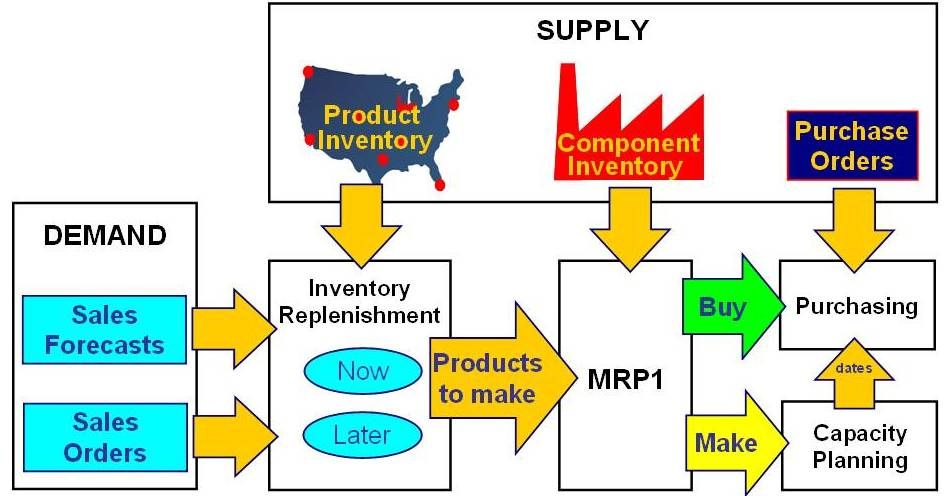 SUPPLY
Product
Inventory
Component
Inventory
Purchase
Orders
DEMAND
Sales
Forecasts
Sales
Orders
Inventory
Replenishment
Now
Later
Products
to make
MRP1
Buy
Make
Purchasing
dates
Capacity
Planning